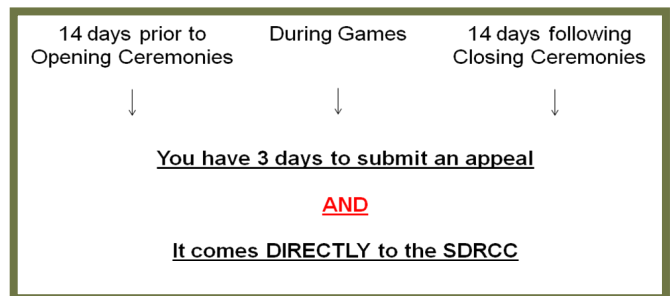 14 days prior to
Opening Ceremonies
During Games
14 days following
Closing Ceremonies
You have 3 days to submit an appeal
AND
It comes DIRECTLY to the SDRCC